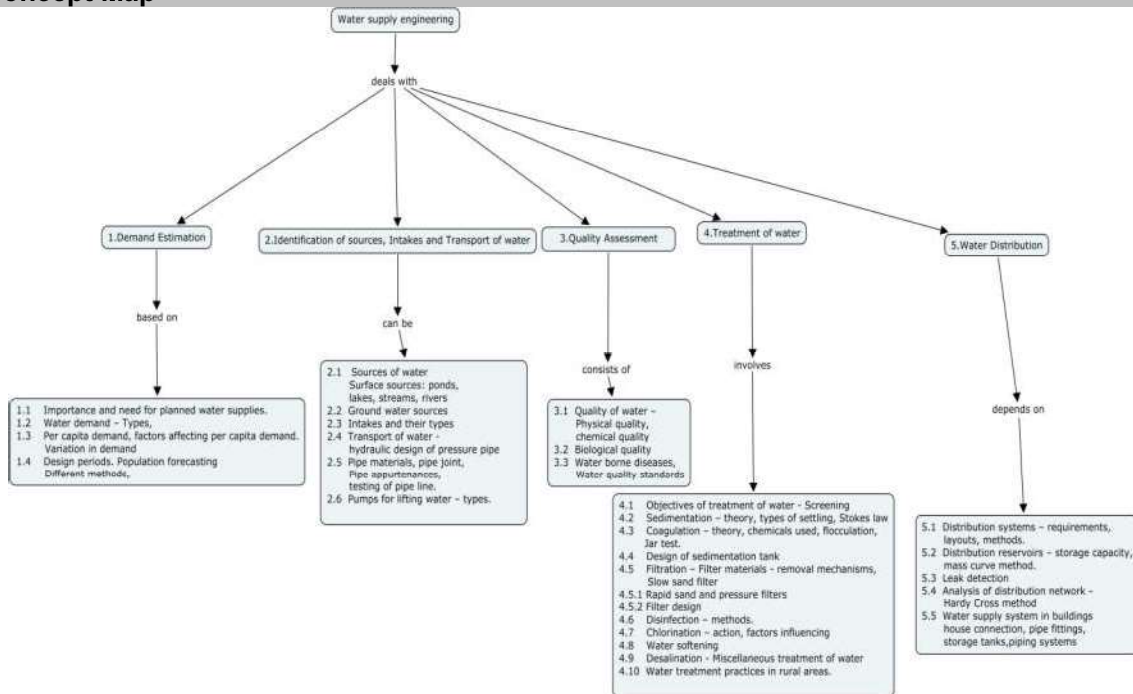 Concept Map
Water supply engineering
deals with
1.Demand Estimation
2.Identification of sources, Intakes and Transport of water
3.Quality Assessment
4.Treatment of water
5.Water Distribution
based on
can be
consists of
involves
depends on
1.1 Importance and need for planned water supplies.
1.2 Water demand – Types,
1.3 Per capita demand, factors affecting per capita demand.
Variation in demand
1.4 Design periods. Population forecasting
Different methods,
2.1 Sources of water
Surface sources: ponds,
lakes, streams, rivers
2.2 Ground water sources
2.3 Intakes and their types
2.4 Transport of water -
hydraulic design of pressure pipe
2.5 Pipe materials, pipe joint,
Pipe appurtenances,
testing of pipe line.
2.6 Pumps for lifting water – types.
3.1 Quality of water –
Physical quality,
chemical quality
3.2 Biological quality
3.3 Water borne diseases,
Water quality standards
4.1 Objectives of treatment of water - Screening
4.2 Sedimentation – theory, types of settling, Stokes law
4.3 Coagulation – theory, chemicals used, flocculation,
Jar test.
4.4 Design of sedimentation tank
4.5 Filtration – Filter materials - removal mechanisms,
Slow sand filter
4.5.1 Rapid sand and pressure filters
4.5.2 Filter design
4.6 Disinfection – methods.
4.7 Chlorination – action, factors influencing
4.8 Water softening
4.9 Desalination - Miscellaneous treatment of water
4.10 Water treatment practices in rural areas.
5.1 Distribution systems – requirements,
layouts, methods.
5.2 Distribution reservoirs – storage capacity,
mass curve method.
5.3 Leak detection
5.4 Analysis of distribution network –
Hardy Cross method
5.5 Water supply system in buildings
house connection, pipe fittings,
storage tanks,piping systems